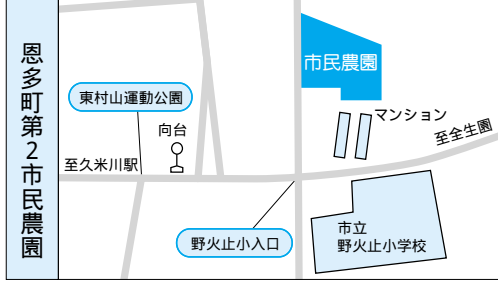 恩多町第2市民農園
市民農園
東村山運動公園
マンション
向台
至全生園
至久米川駅
市立
野火止小学校
野火止小入口